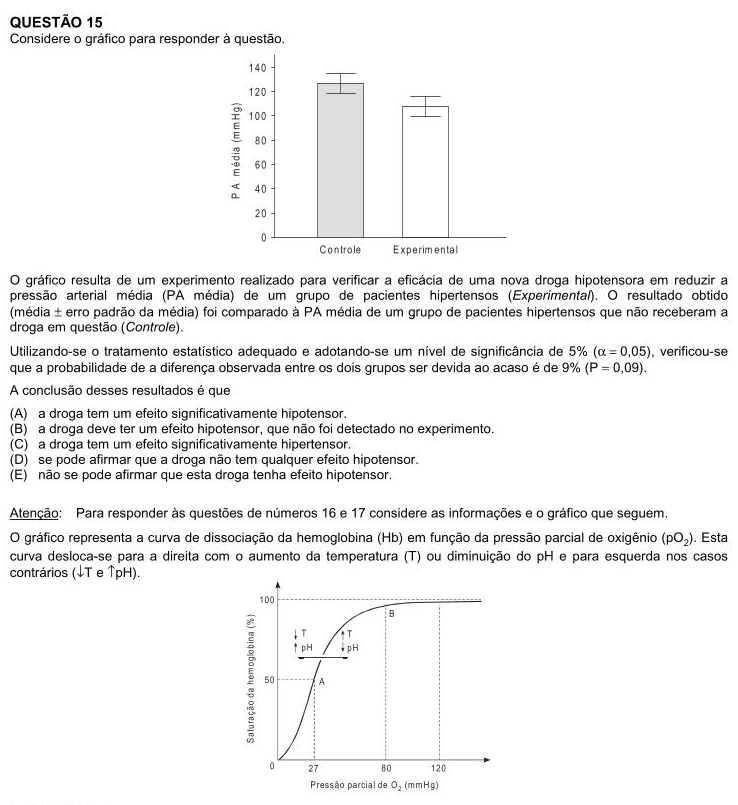 QUESTÃO 15
Considere o gráfico para responder à questão.
140
120
100
80
60
40
20
0
PA média (mmHg)
Controle Experimental
O gráfico resulta de um experimento realizado para verificar a eficácia de uma nova droga hipotensora em reduzir a
pressão arterial média (PA média) de um grupo de pacientes hipertensos (Experimental). O resultado obtido
(média ± erro padrão da média) foi comparado à PA média de um grupo de pacientes hipertensos que não receberam a
droga em questão (Controle).
Utilizando-se o tratamento estatístico adequado e adotando-se um nível de significância de 5% (α = 0,05), verificou-se
que a probabilidade de a diferença observada entre os dois grupos ser devida ao acaso é de 9% (P = 0,09).
A conclusão desses resultados é que
(A) a droga tem um efeito significativamente hipotensor.
(B) a droga deve ter um efeito hipotensor, que não foi detectado no experimento.
(C) a droga tem um efeito significativamente hipertensor.
(D) se pode afirmar que a droga não tem qualquer efeito hipotensor.
(E) não se pode afirmar que esta droga tenha efeito hipotensor.
Atenção: Para responder às questões de números 16 e 17 considere as informações e o gráfico que seguem.
O gráfico representa a curva de dissociação da hemoglobina (Hb) em função da pressão parcial de oxigênio (pO₂). Esta
curva desloca-se para a direita com o aumento da temperatura (T) ou diminuição do pH e para esquerda nos casos
contrários (↓T e ↑pH).
Saturação da hemoglobina (%)
100
B
↓ T ↑ T
↑ pH ↓ pH
50
A
0 27 80 120
Pressão parcial de O₂ (mmHg)